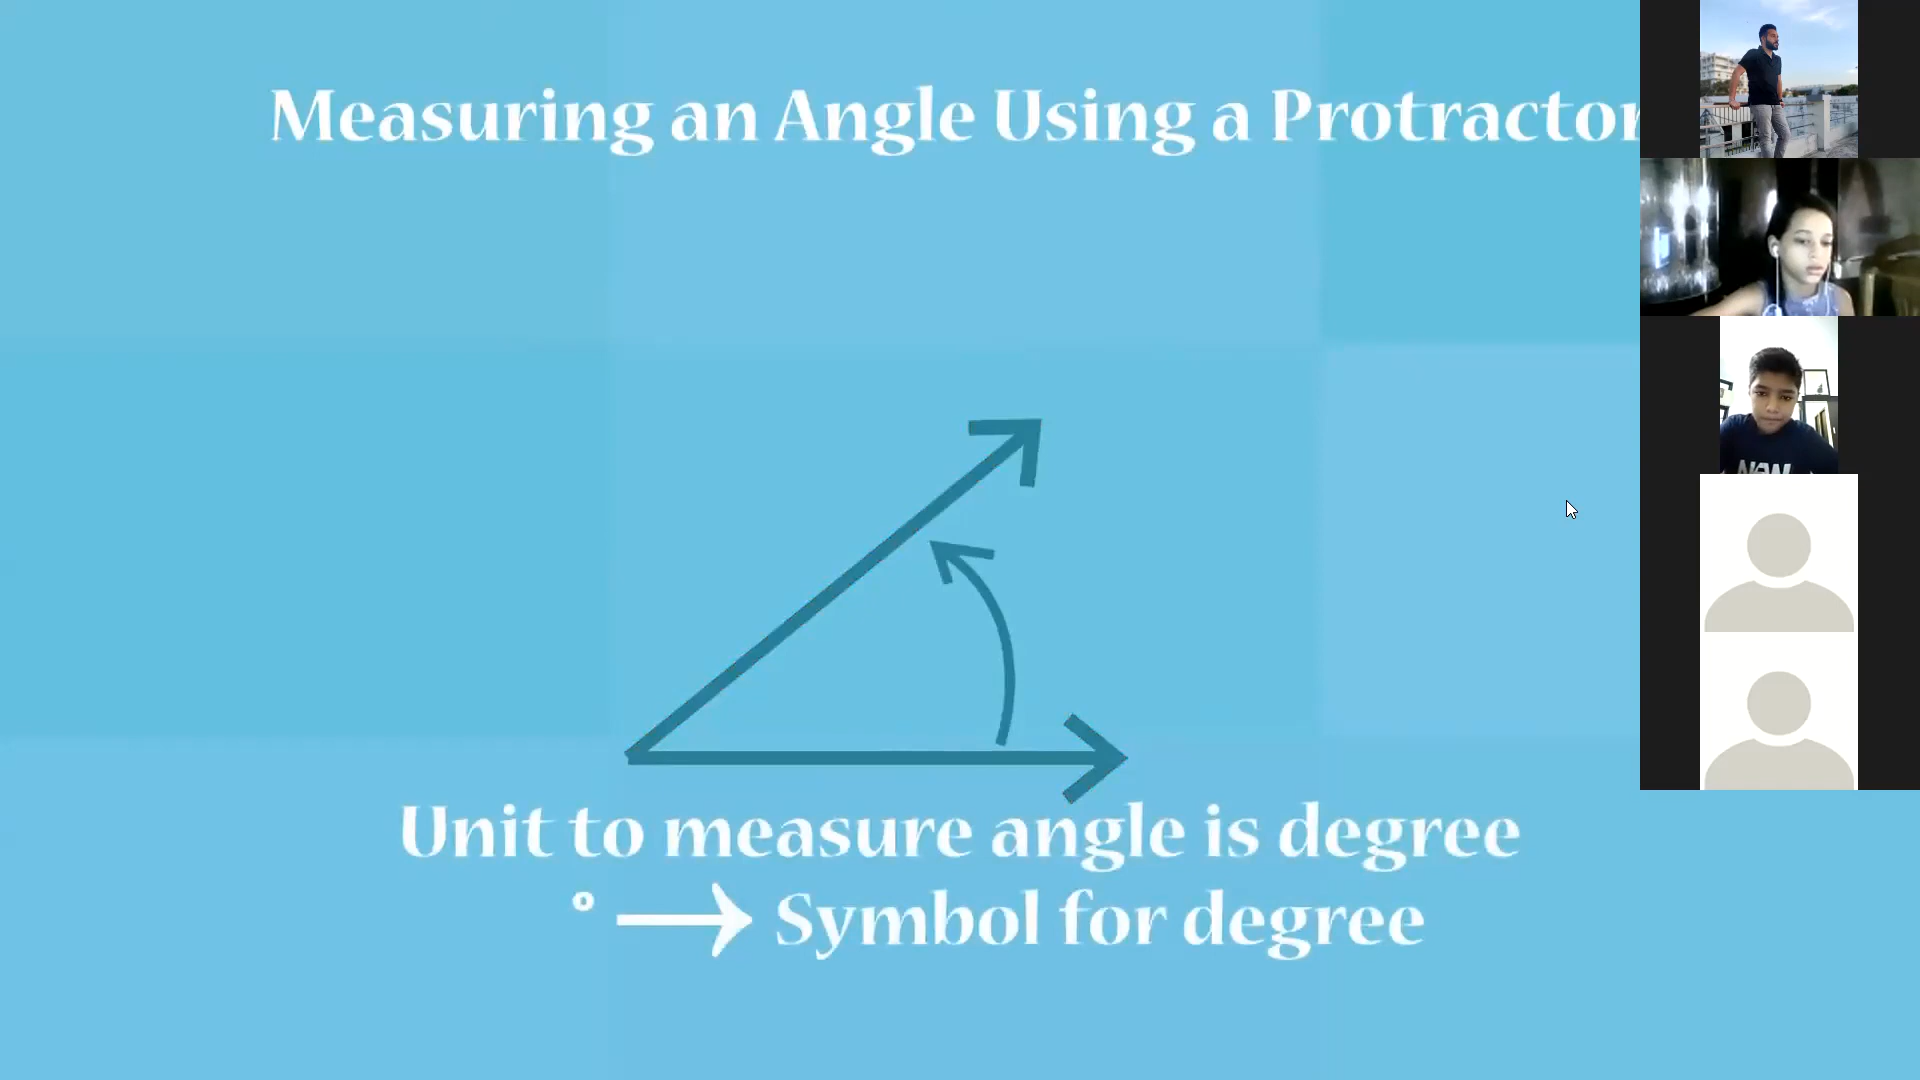 Measuring an Angle Using a Protractor
Unit to measure angle is degree
° → Symbol for degree